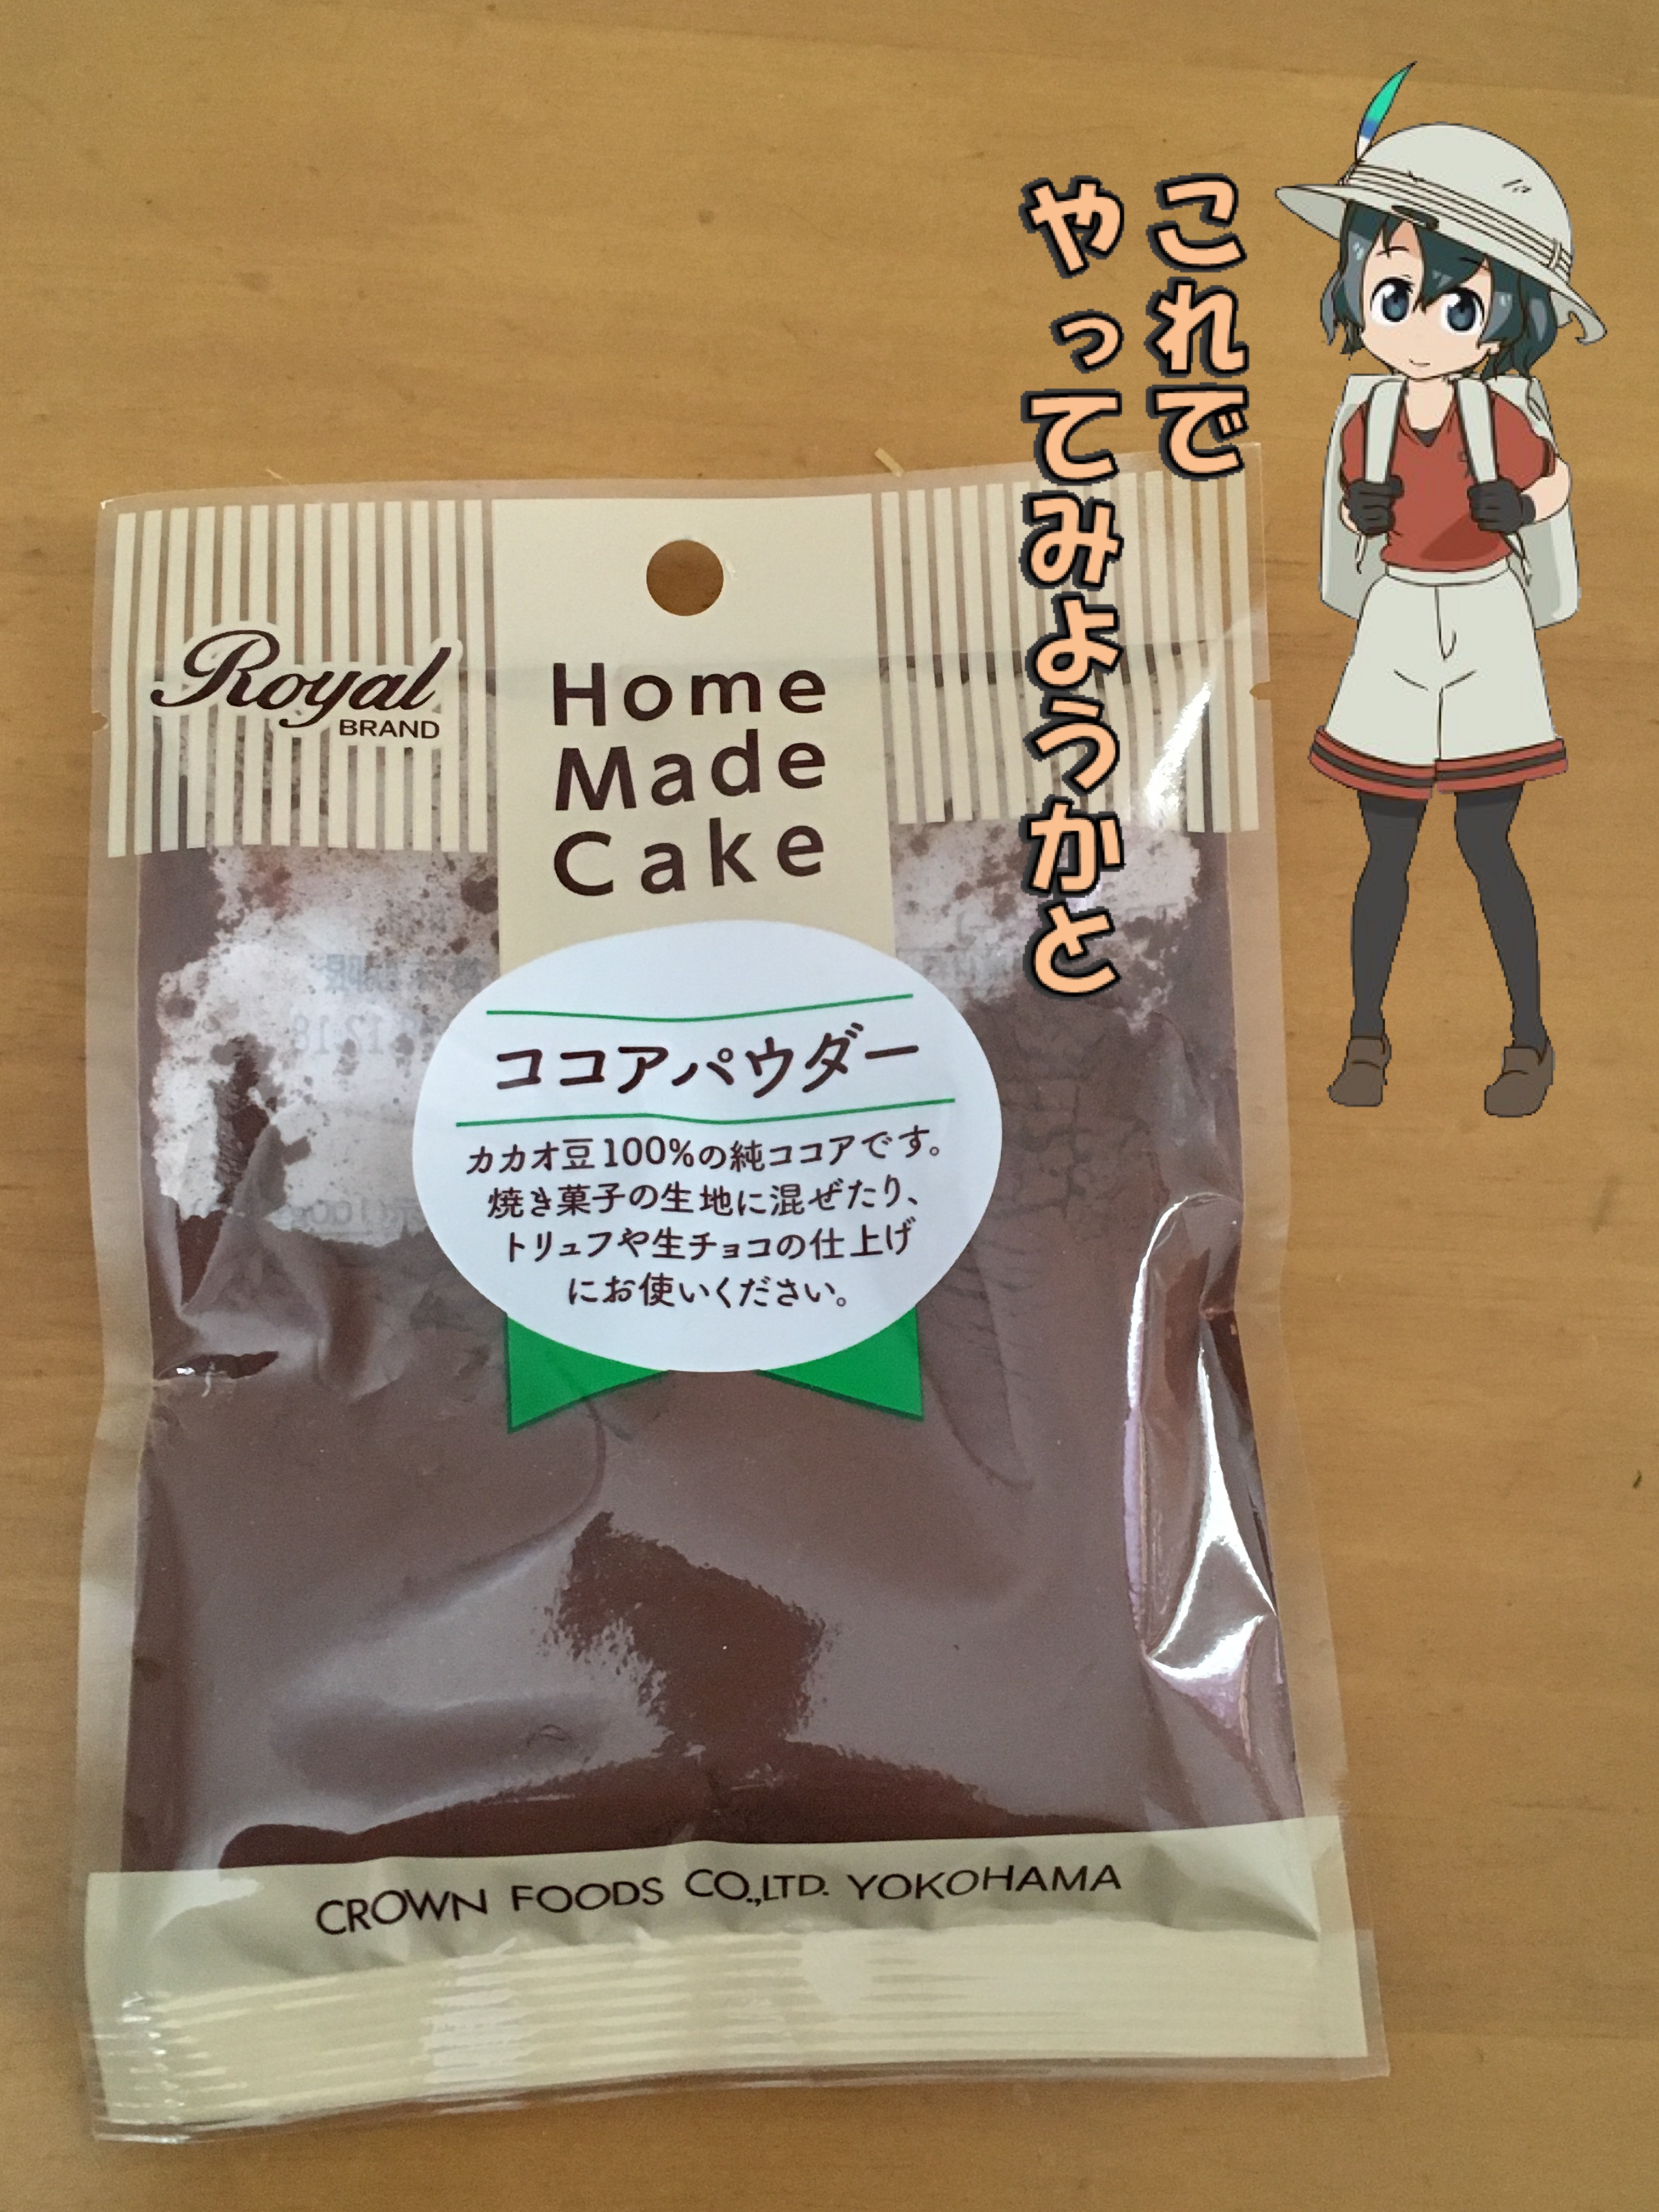 これで
やってみようかと
Royal
BRAND
Home
Made
Cake
ココアパウダー
カカオ豆100%の純ココアです。
焼き菓子の生地に混ぜたり、
トリュフや生チョコの仕上げ
にお使いください。
CROWN FOODS CO.,LTD. YOKOHAMA